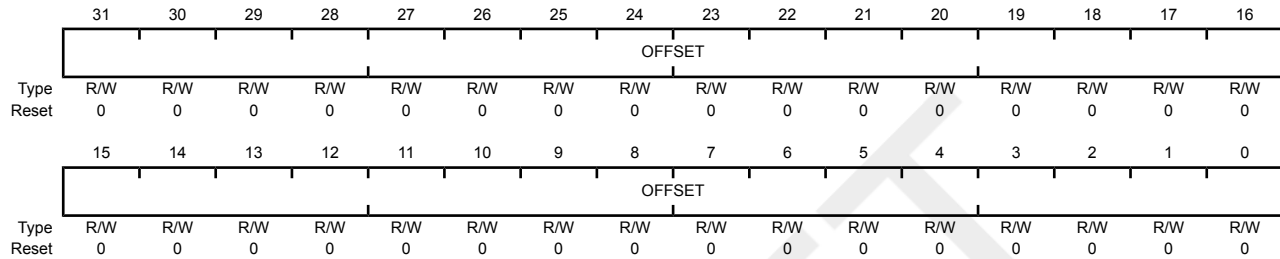 31 30 29 28 27 26 25 24 23 22 21 20 19 18 17 16
OFFSET
Type R/W R/W R/W R/W R/W R/W R/W R/W R/W R/W R/W R/W R/W R/W R/W R/W
Reset 0 0 0 0 0 0 0 0 0 0 0 0 0 0 0 0
15 14 13 12 11 10 9 8 7 6 5 4 3 2 1 0
OFFSET
Type R/W R/W R/W R/W R/W R/W R/W R/W R/W R/W R/W R/W R/W R/W R/W R/W
Reset 0 0 0 0 0 0 0 0 0 0 0 0 0 0 0 0